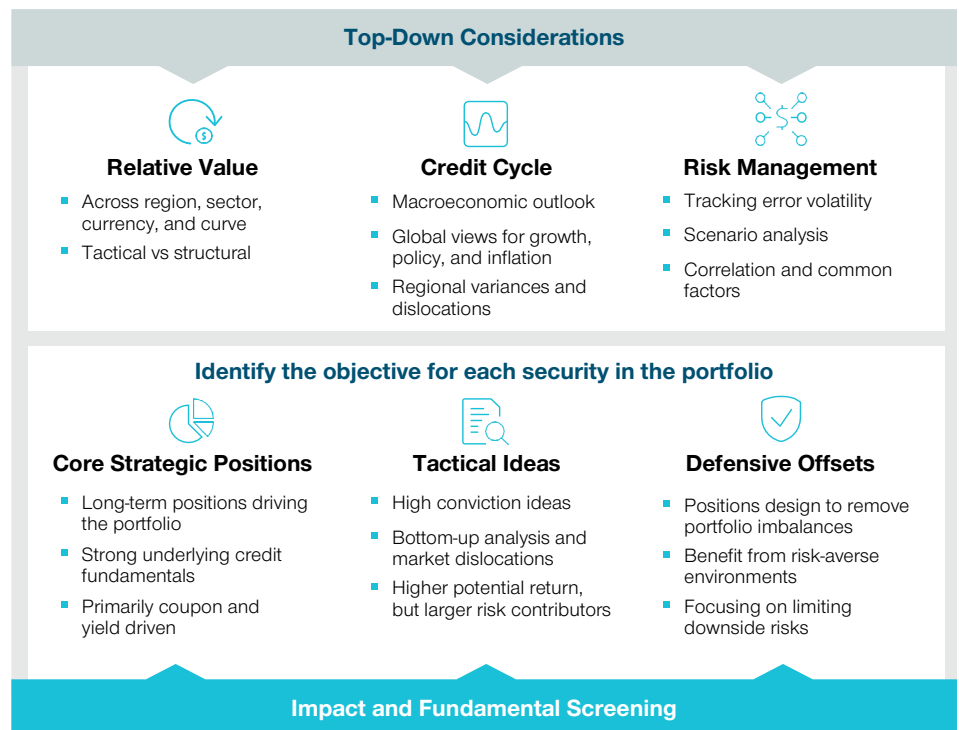 Top-Down Considerations
Relative Value
Across region, sector,
currency, and curve
Tactical vs structural
Credit Cycle
Macroeconomic outlook
Global views for growth,
policy, and inflation
Regional variances and
dislocations
$
Risk Management
Tracking error volatility
Scenario analysis
Correlation and common
factors
Identify the objective for each security in the portfolio
Core Strategic Positions
Long-term positions driving
the portfolio
Strong underlying credit
fundamentals
Primarily coupon and
yield driven
Tactical Ideas
High conviction ideas
Bottom-up analysis and
market dislocations
Higher potential return,
but larger risk contributors
Defensive Offsets
Positions design to remove
portfolio imbalances
Benefit from risk-averse
environments
Focusing on limiting
downside risks
Impact and Fundamental Screening